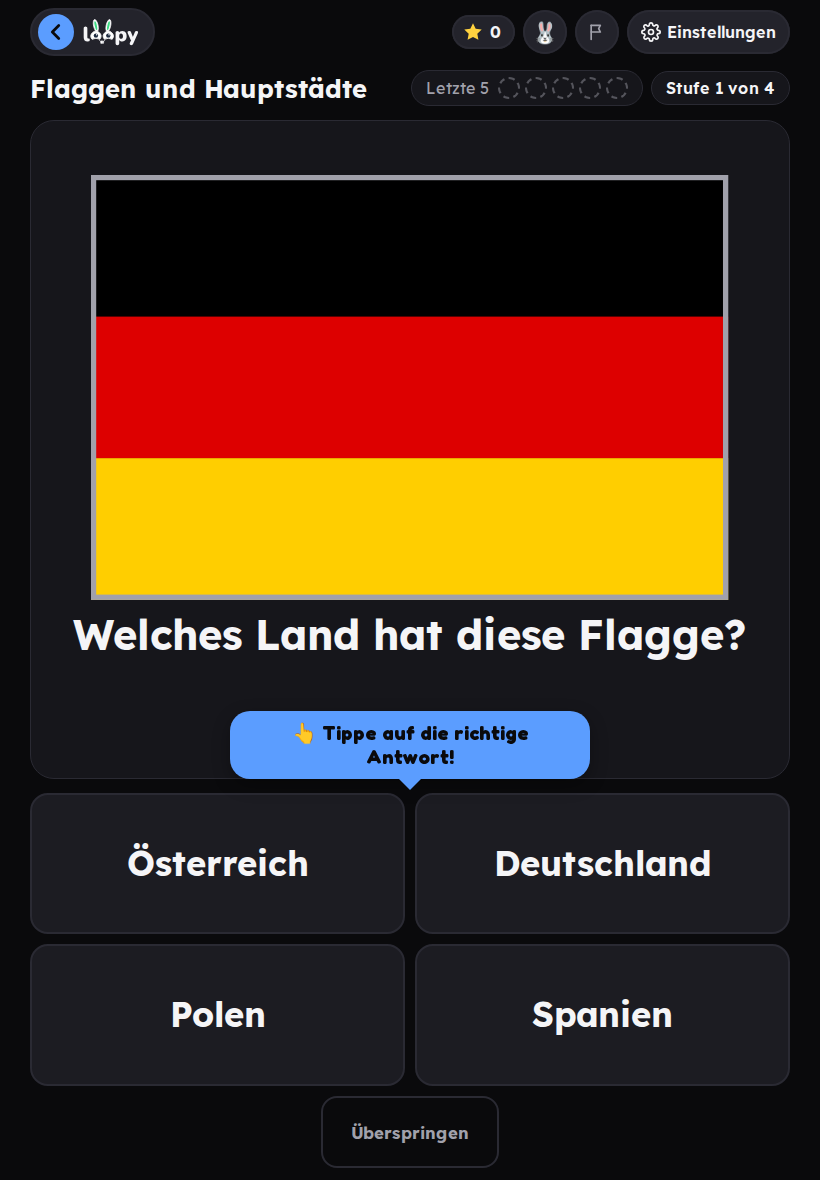 loopy
0
Einstellungen
Flaggen und Hauptstädte
Letzte 5
Stufe 1 von 4
Welches Land hat diese Flagge?
👆 Tippe auf die richtige
Antwort!
Österreich
Deutschland
Polen
Spanien
Überspringen